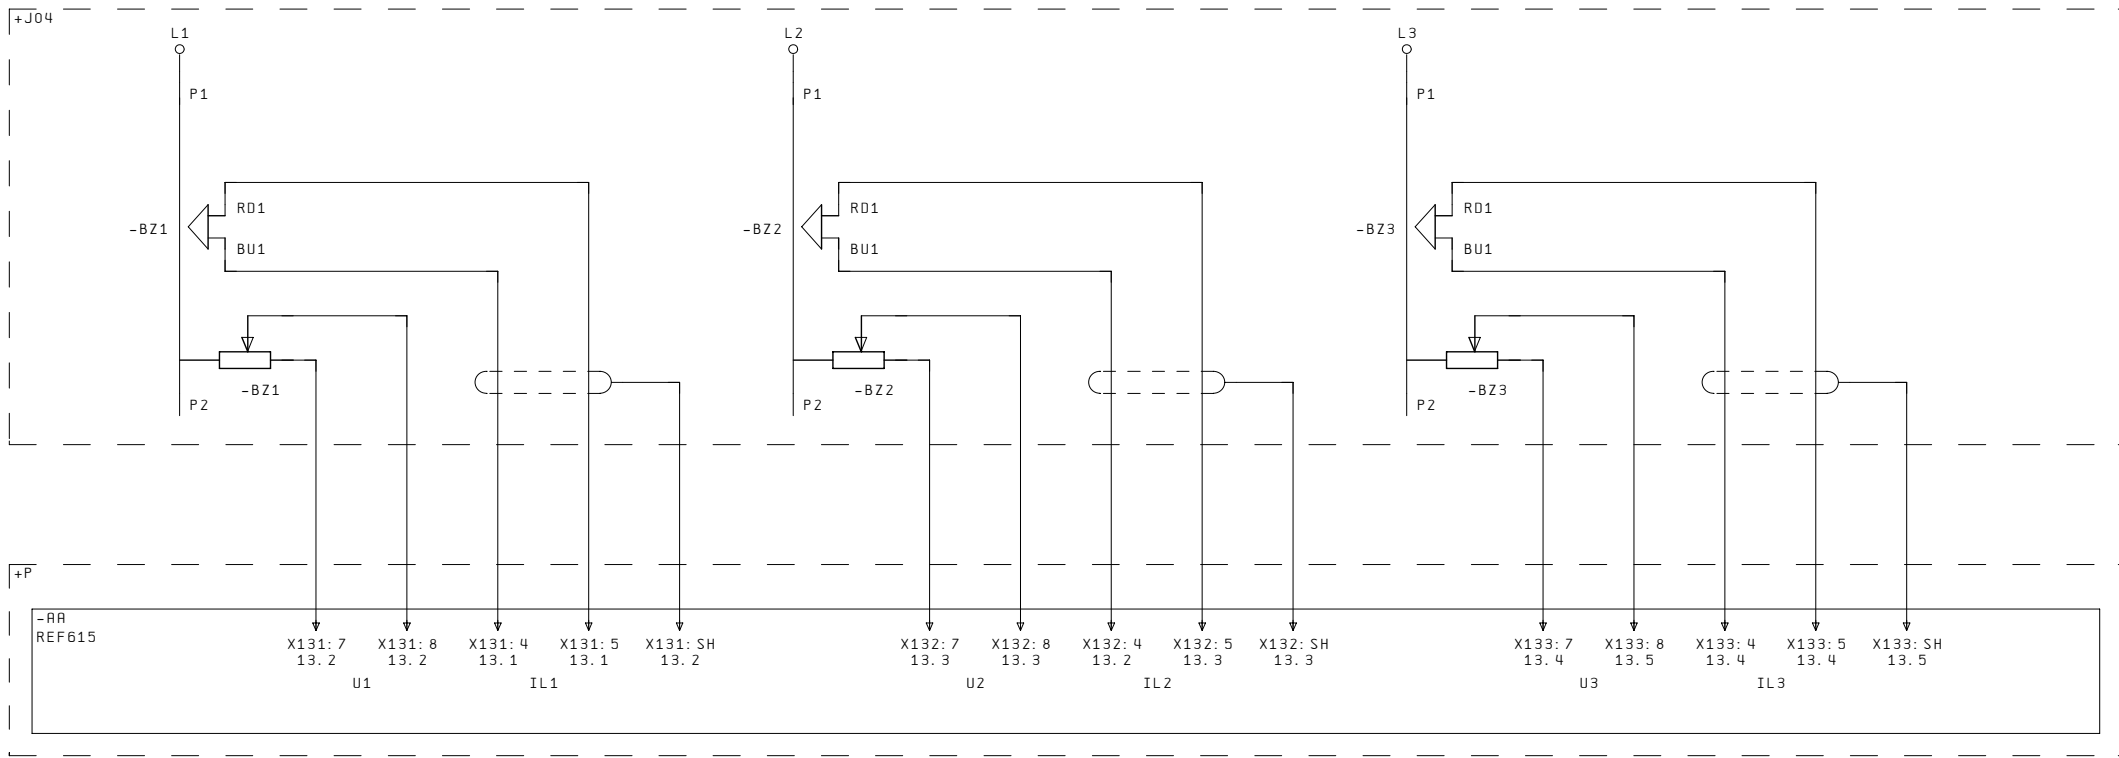 +J04
L1 L2 L3
P1 P1 P1
RD1 RD1 RD1
-BZ1 -BZ2 -BZ3
BU1 BU1 BU1
-BZ1 -BZ2 -BZ3
P2 P2 P2
+P
-AA
REF615
X131:7 X131:8 X131:4 X131:5 X131:SH X132:7 X132:8 X132:4 X132:5 X132:SH X133:7 X133:8 X133:4 X133:5 X133:SH
13.2 13.2 13.1 13.1 13.2 13.3 13.3 13.2 13.3 13.3 13.4 13.5 13.4 13.4 13.5
U1 IL1 U2 IL2 U3 IL3